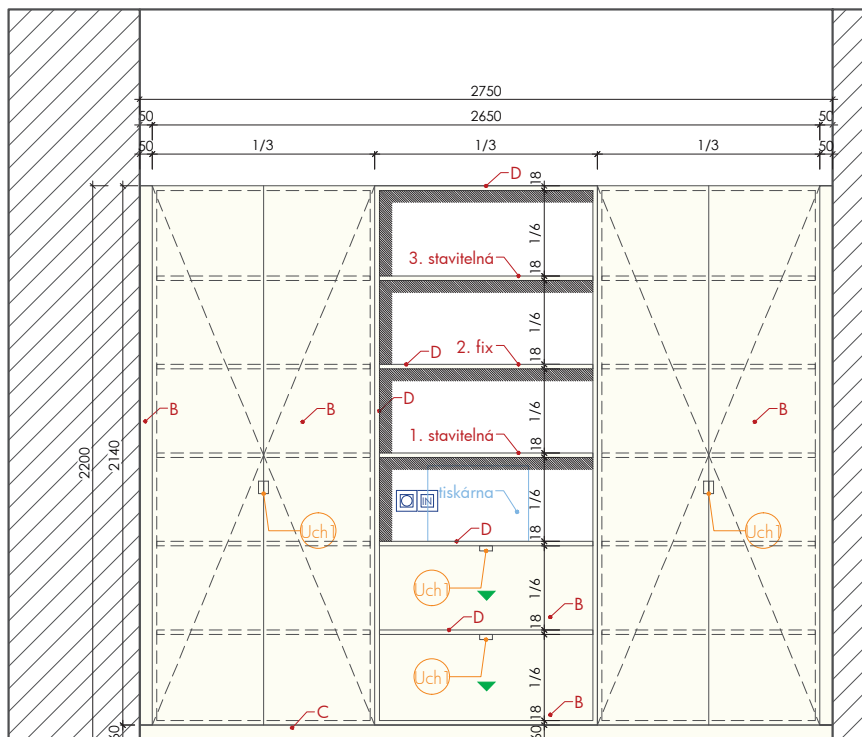 2750
50 2650 50
50 1/3 1/3 1/3 50
D
18
1/6
3. stavitelná
18
1/6
2. fix
D
18
D
1/6
B
B
B
1. stavitelná
18
2200
2140
1/6
IN
tiskárna
Uch1
Uch1
18
D
Uch1
1/6
B
D
18
Uch1
1/6
B
C
18